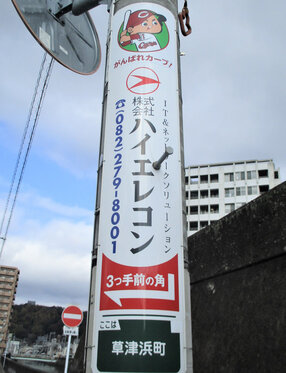 Carp
がんばれカープ!
IT&ネットワークソリューション
株式会社ハイエレコン
☎(082)279-8001
3つ手前の角
ここは
草津浜町